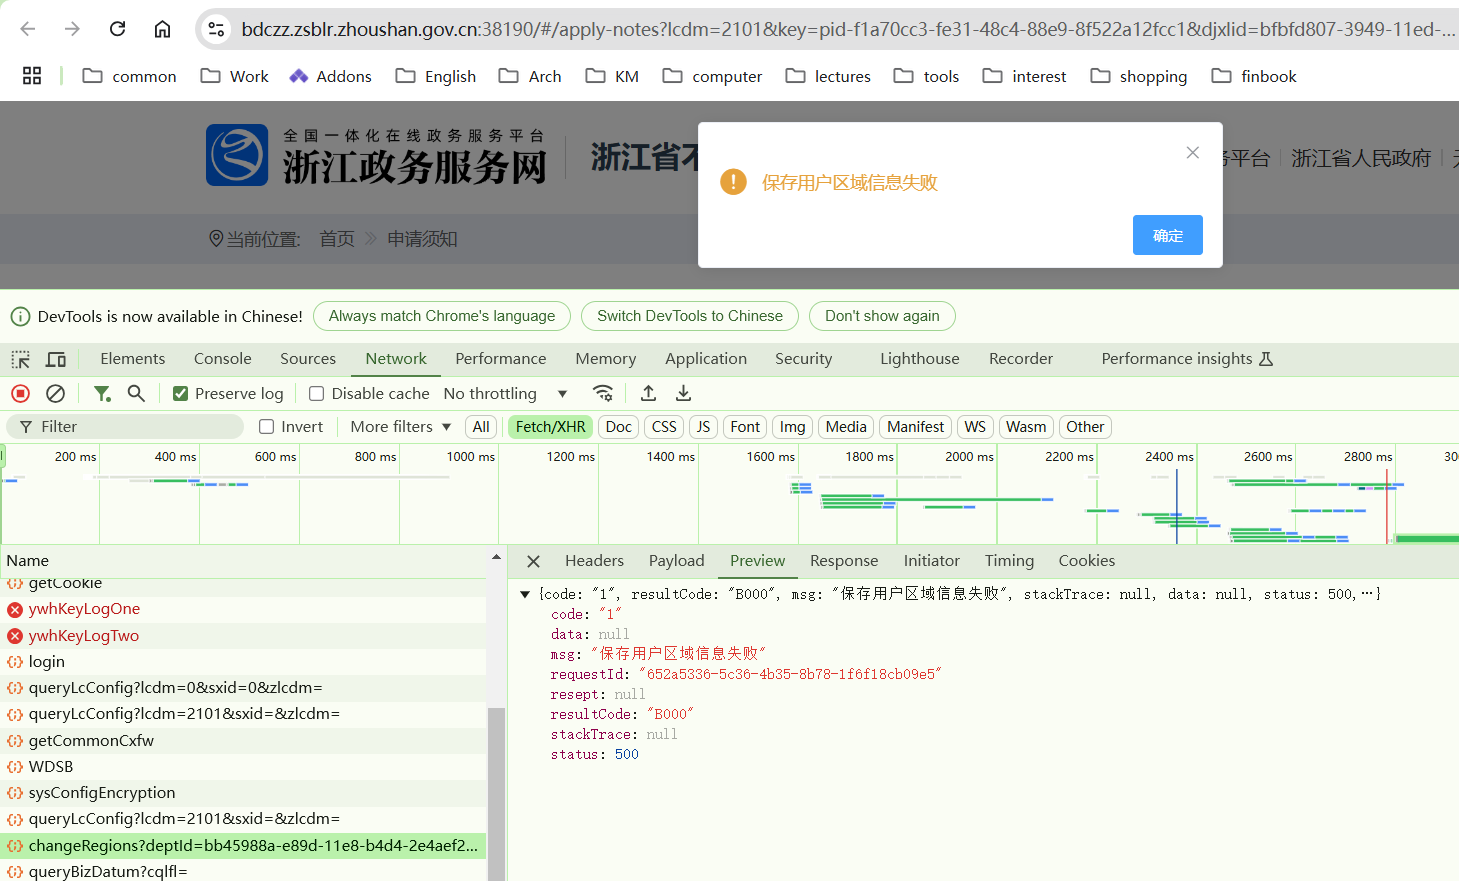 bdczz.zsblr.zhoushan.gov.cn:38190/#/apply-notes?lcdm=2101&key=pid-f1a70cc3-fe31-48c4-88e9-8f522a12fcc1&djxlid=bfbfd807-3949-11ed-...
common Work Addons English Arch KM computer lectures tools interest shopping finbook
全国一体化在线政务服务平台
浙江政务服务网
浙江省不
务平台 浙江省人民政府
保存用户区域信息失败
确定
当前位置: 首页 申请须知
DevTools is now available in Chinese! Always match Chrome's language Switch DevTools to Chinese Don't show again
Elements Console Sources Network Performance Memory Application Security Lighthouse Recorder Performance insights
Preserve log Disable cache No throttling
Filter Invert More filters All Fetch/XHR Doc CSS JS Font Img Media Manifest WS Wasm Other
200 ms 400 ms 600 ms 800 ms 1000 ms 1200 ms 1400 ms 1600 ms 1800 ms 2000 ms 2200 ms 2400 ms 2600 ms 2800 ms 300
Name
getCookie
ywhKeyLogOne
ywhKeyLogTwo
login
queryLcConfig?lcdm=0&sxid=0&zlcdm=
queryLcConfig?lcdm=2101&sxid=&zlcdm=
getCommonCxfw
WDSB
sysConfigEncryption
queryLcConfig?lcdm=2101&sxid=&zlcdm=
changeRegions?deptId=bb45988a-e89d-11e8-b4d4-2e4aef2...
queryBizDatum?cqlfl=
Headers Payload Preview Response Initiator Timing Cookies
{code: "1", resultCode: "B000", msg: "保存用户区域信息失败", stackTrace: null, data: null, status: 500,…}
code: "1"
data: null
msg: "保存用户区域信息失败"
requestId: "652a5336-5c36-4b35-8b78-1f6f18cb09e5"
resept: null
resultCode: "B000"
stackTrace: null
status: 500